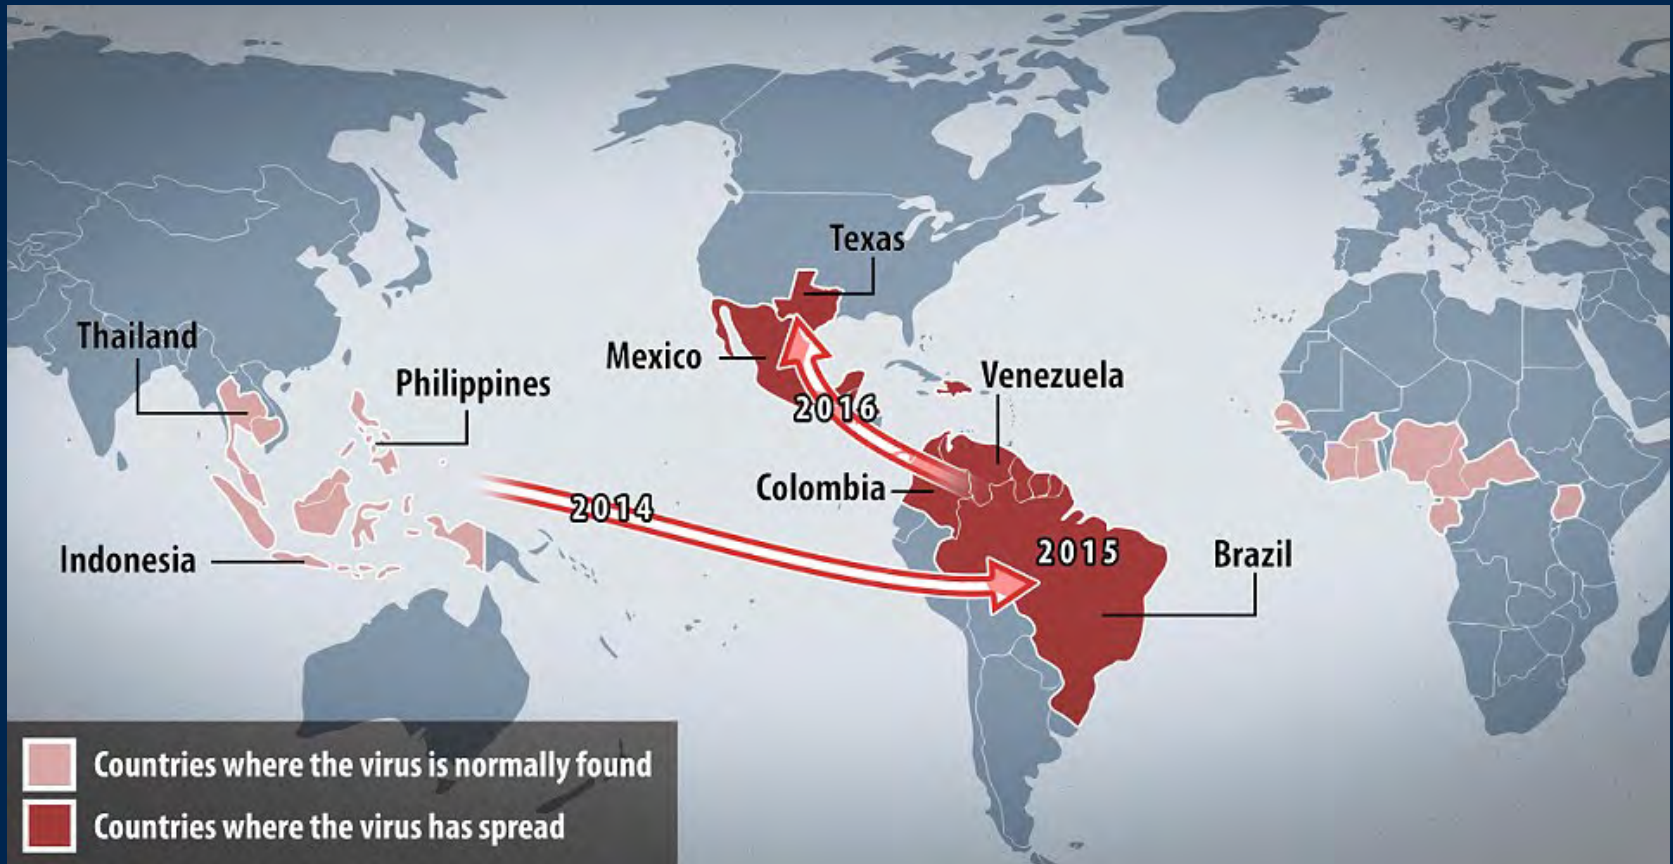 Texas
Thailand
Mexico
Venezuela
Philippines
2016
Colombia
2014
2015
Brazil
Indonesia
Countries where the virus is normally found
Countries where the virus has spread